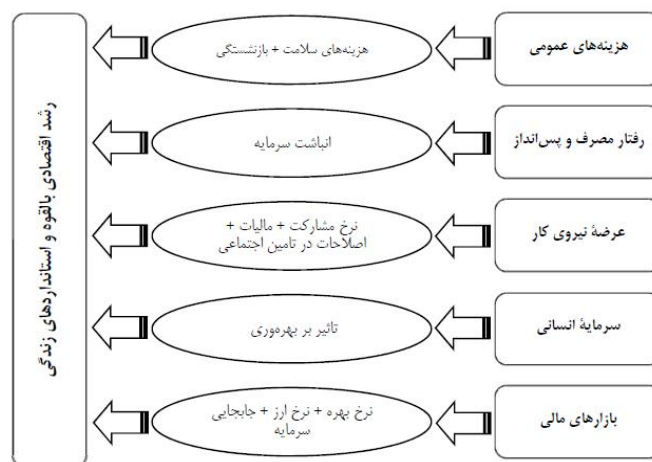 هزینه‌های عمومی
هزینه‌های سلامت + بازنشستگی
رفتار مصرف و پس‌انداز
انباشت سرمایه
عرضهٔ نیروی کار
نرخ مشارکت + مالیات +
اصلاحات در تامین اجتماعی
سرمایهٔ انسانی
تاثیر بر بهره‌وری
بازارهای مالی
نرخ بهره + نرخ ارز + جابجایی
سرمایه
رشد اقتصادی بالقوه و استانداردهای زندگی